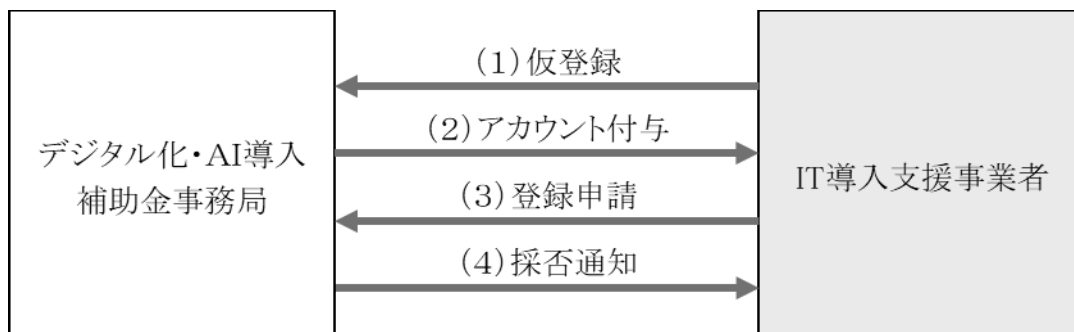 (1)仮登録
(2)アカウント付与
デジタル化・AI導入
補助金事務局
IT導入支援事業者
(3)登録申請
(4)採否通知